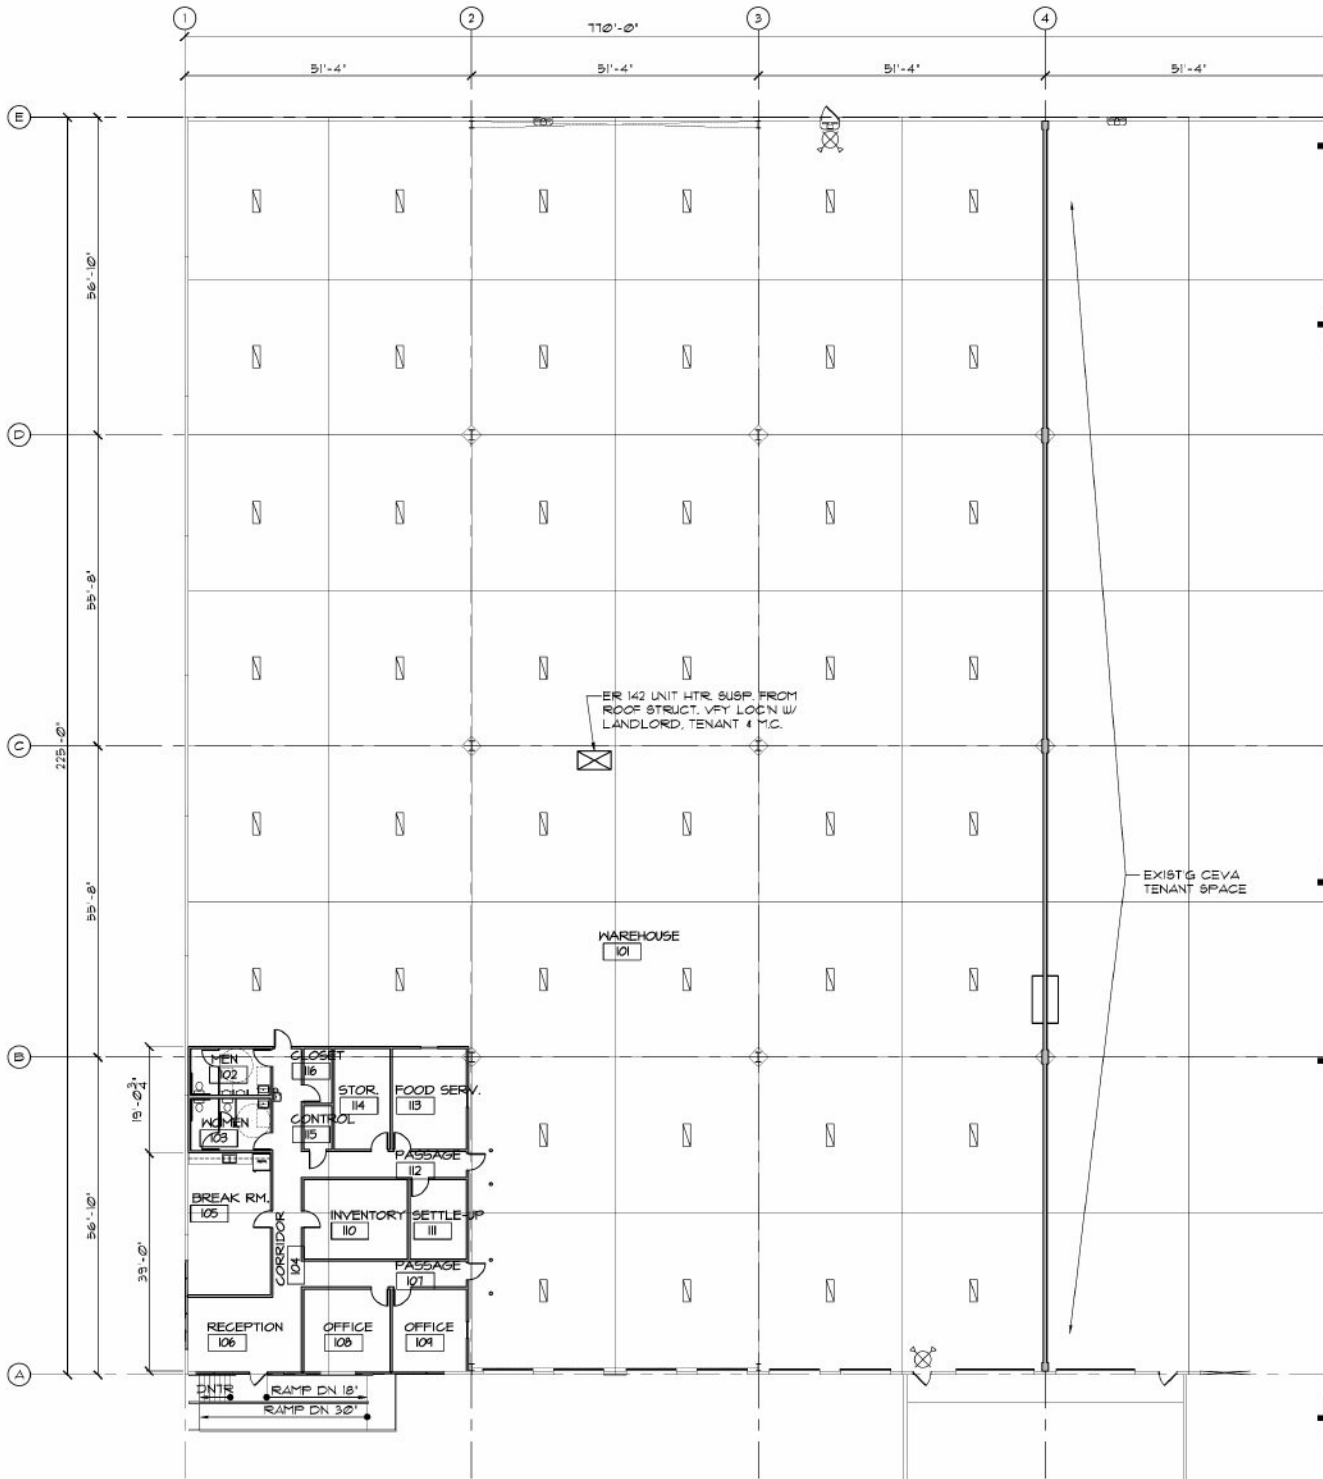 1
2
3
4
770'-0"
51'-4"
51'-4"
51'-4"
51'-4"
E
56'-10"
D
55'-8"
ER 142 UNIT HTR. SUSP. FROM
ROOF STRUCT. VFY LOC'N W/
LANDLORD, TENANT & M.C.
C
225'-0"
55'-8"
EXIST'G CEVA
TENANT SPACE
WAREHOUSE
101
B
MEN
102
CLOSET
116
STOR.
114
FOOD SERV.
113
19'-0 3/4"
WOMEN
103
CONTROL
115
PASSAGE
112
BREAK RM.
105
INVENTORY
110
SETTLE-UP
111
56'-10"
39'-0"
CORRIDOR
104
PASSAGE
107
RECEPTION
106
OFFICE
108
OFFICE
109
A
DN 7R
RAMP DN 18"
RAMP DN 30"